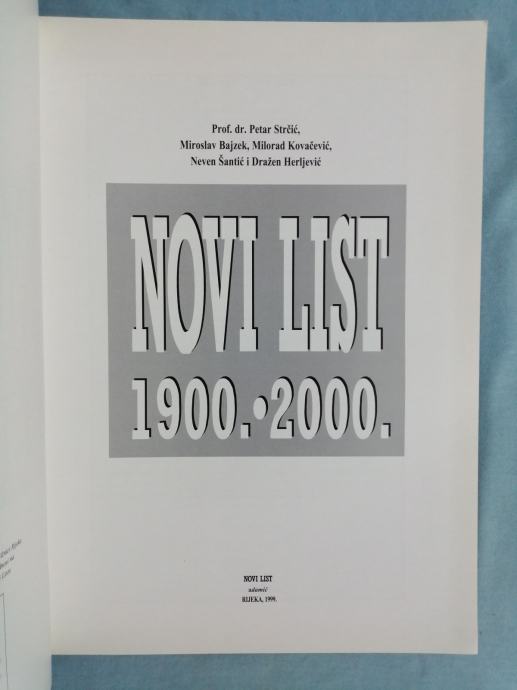 Prof. dr. Petar Strčić,
Miroslav Bajzek, Milorad Kovačević,
Neven Šantić i Dražen Herljević
NOVI LIST
1900.•2000.
NOVI LIST
adamić
RIJEKA, 1999.